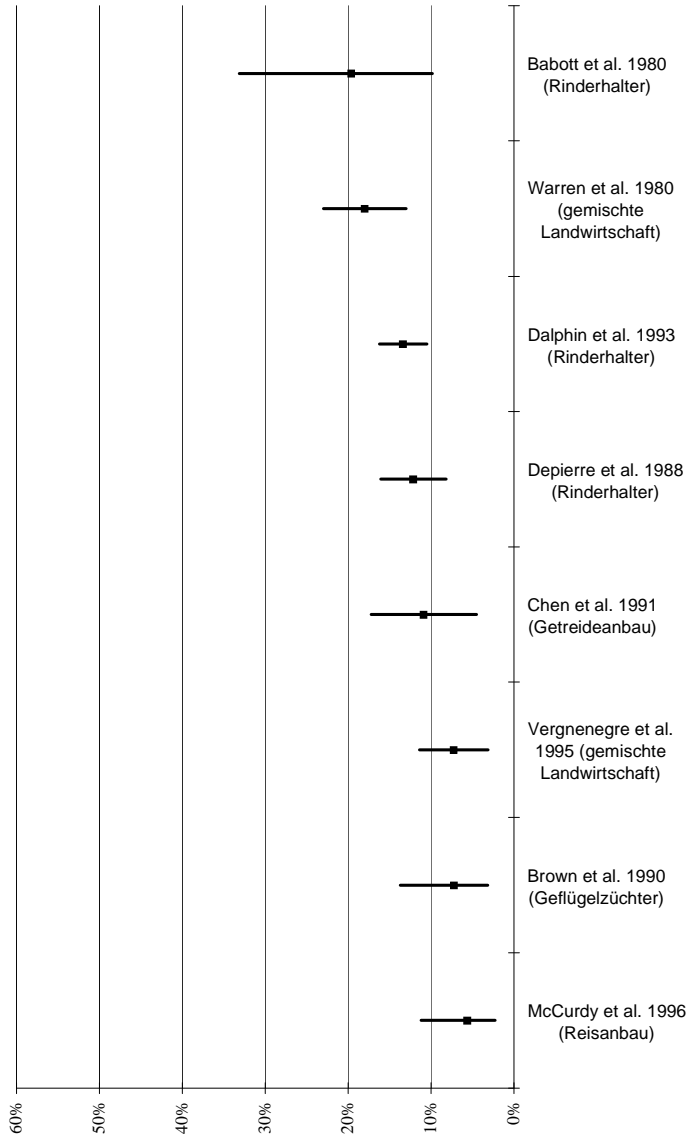 Babott et al. 1980
(Rinderhalter)
Warren et al. 1980
(gemischte
Landwirtschaft)
Dalphin et al. 1993
(Rinderhalter)
Depierre et al. 1988
(Rinderhalter)
Chen et al. 1991
(Getreideanbau)
Vergnenegre et al.
1995 (gemischte
Landwirtschaft)
Brown et al. 1990
(Geflügelzüchter)
McCurdy et al. 1996
(Reisanbau)
60%
50%
40%
30%
20%
10%
0%